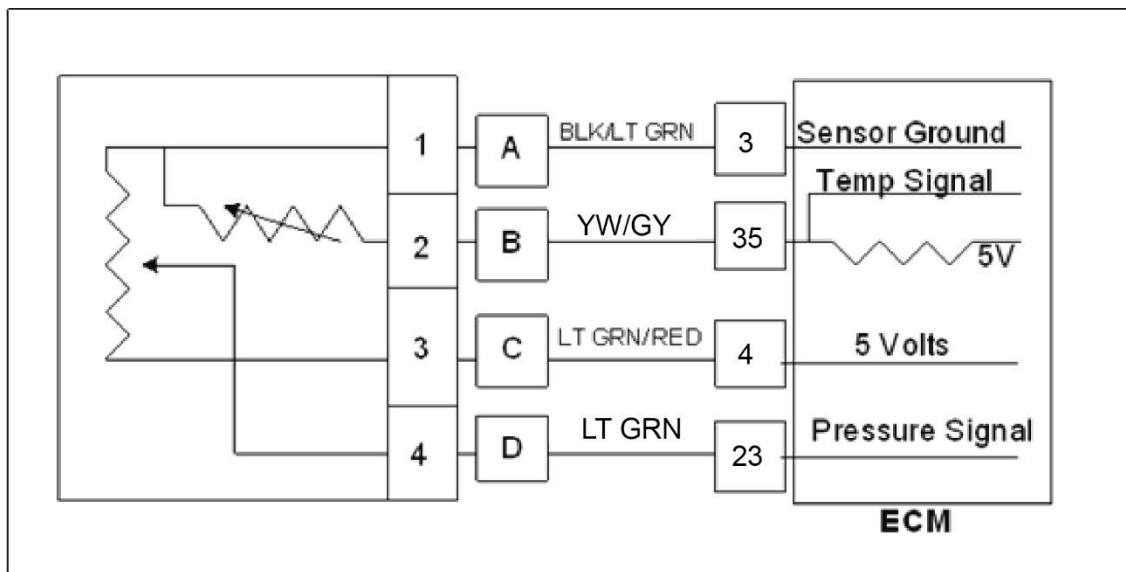 1 A BLK/LT GRN 3 Sensor Ground
Temp Signal
2 B YW/GY 35 5V
3 C LT GRN/RED 4 5 Volts
4 D LT GRN 23 Pressure Signal
ECM